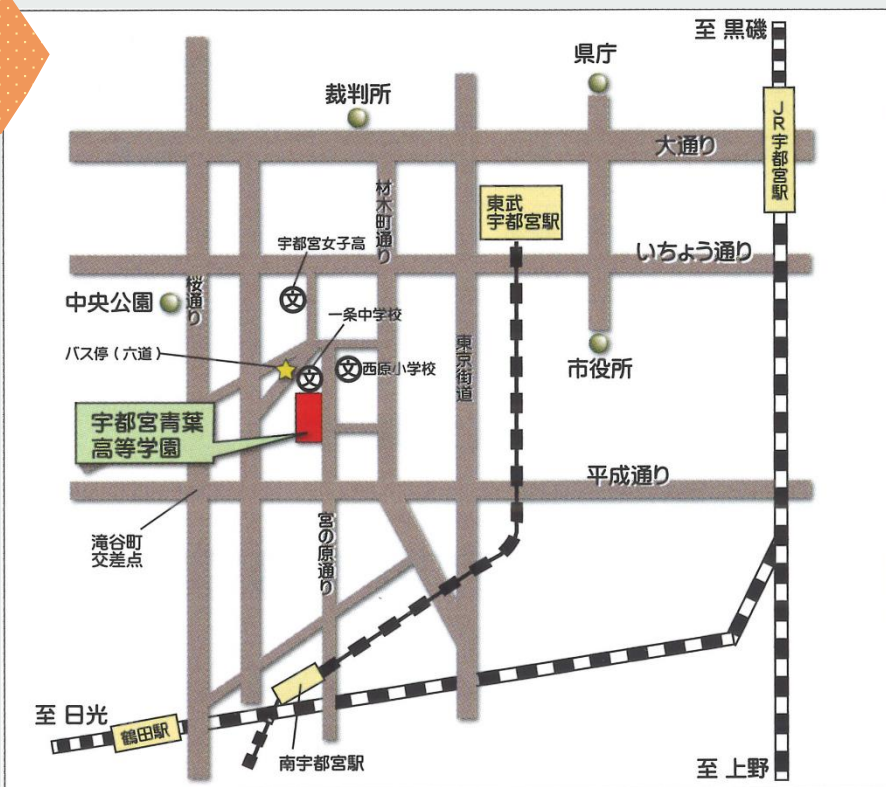 至 黒磯
県庁
裁判所
JR宇都宮駅
大通り
材木町通り
東武
宇都宮駅
宇都宮女子高
いちょう通り
桜通り
中央公園
文
一条中学校
バス停（六道）
文
文
西原小学校
東京街道
市役所
宇都宮青葉
高等学園
平成通り
滝谷町
交差点
宮の原通り
至 日光
鶴田駅
南宇都宮駅
至 上野